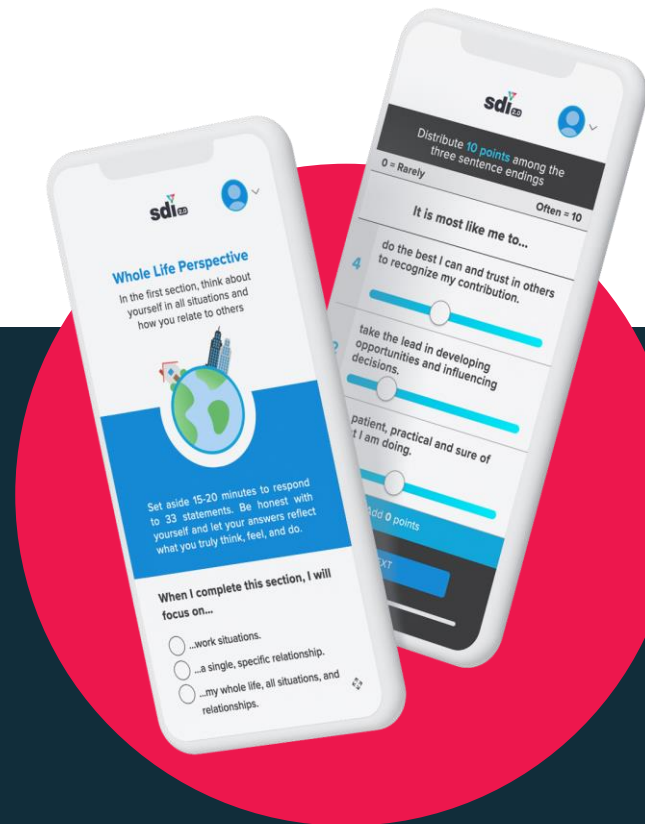 sdi 2.0
Whole Life Perspective
In the first section, think about
yourself in all situations and
how you relate to others
Set aside 15-20 minutes to respond
to 33 statements. Be honest with
yourself and let your answers reflect
what you truly think, feel, and do.
When I complete this section, I will
focus on...
...work situations.
...a single, specific relationship.
...my whole life, all situations, and
relationships.
sdi 2.0
Distribute 10 points among the
three sentence endings
0 = Rarely
Often = 10
It is most like me to...
4
do the best I can and trust in others
to recognize my contribution.
take the lead in developing
opportunities and influencing
decisions.
patient, practical and sure of
I am doing.
Add 0 points